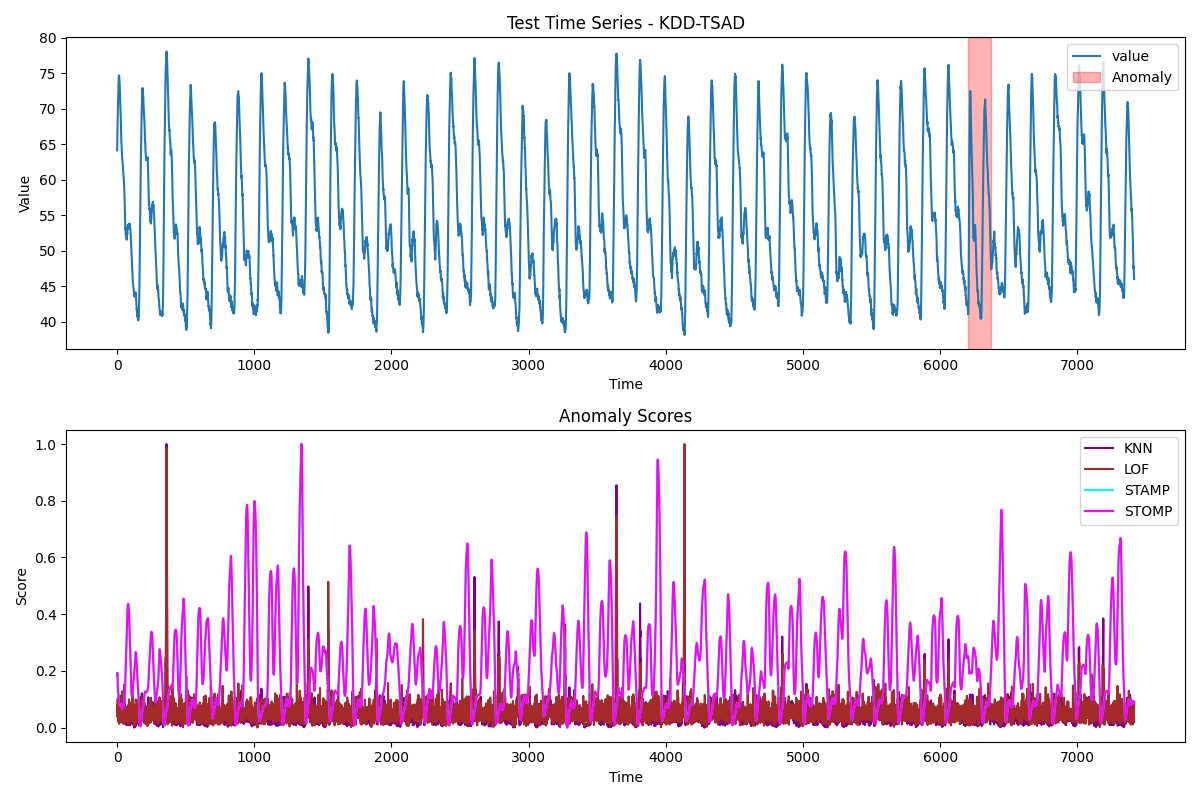 Test Time Series - KDD-TSAD
80
75
70
65
60
55
50
45
40
Value
value
Anomaly
0 1000 2000 3000 4000 5000 6000 7000
Time
Anomaly Scores
1.0
0.8
0.6
0.4
0.2
0.0
Score
KNN
LOF
STAMP
STOMP
0 1000 2000 3000 4000 5000 6000 7000
Time